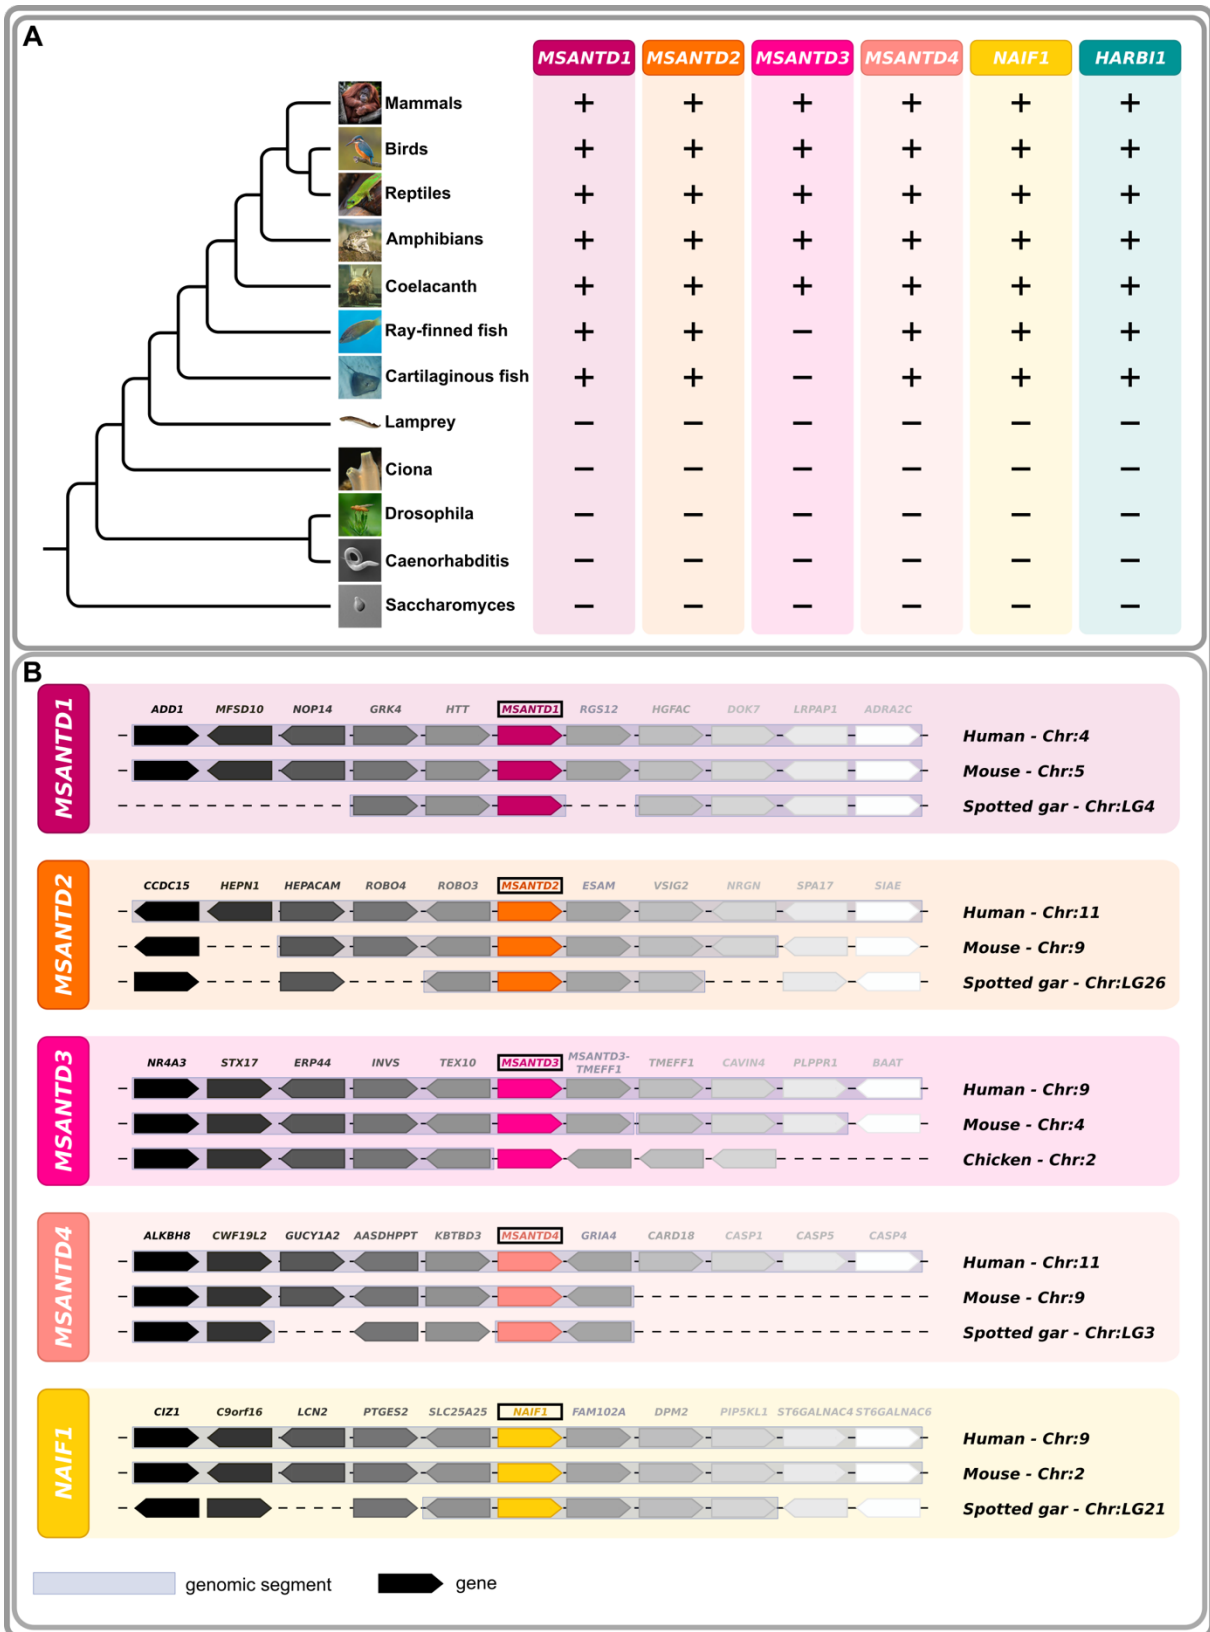 A
MSANTD1 MSANTD2 MSANTD3 MSANTD4 NAIF1 HARBI1
Mammals + + + + + +
Birds + + + + + +
Reptiles + + + + + +
Amphibians + + + + + +
Coelacanth + + + + + +
Ray-finned fish + + − + + +
Cartilaginous fish + + − + + +
Lamprey − − − − − −
Ciona − − − − − −
Drosophila − − − − − −
Caenorhabditis − − − − − −
Saccharomyces − − − − − −
B
MSANTD1
ADD1 MFSD10 NOP14 GRK4 HTT MSANTD1 RGS12 HGFAC DOK7 LRPAP1 ADRA2C
Human - Chr:4
Mouse - Chr:5
Spotted gar - Chr:LG4
MSANTD2
CCDC15 HEPN1 HEPACAM ROBO4 ROBO3 MSANTD2 ESAM VSIG2 NRGN SPA17 SIAE
Human - Chr:11
Mouse - Chr:9
Spotted gar - Chr:LG26
MSANTD3
NR4A3 STX17 ERP44 INVS TEX10 MSANTD3 MSANTD3-
TMEFF1 TMEFF1 CAVIN4 PLPPR1 BAAT
Human - Chr:9
Mouse - Chr:4
Chicken - Chr:2
MSANTD4
ALKBH8 CWF19L2 GUCY1A2 AASDHPPT KBTBD3 MSANTD4 GRIA4 CARD18 CASP1 CASP5 CASP4
Human - Chr:11
Mouse - Chr:9
Spotted gar - Chr:LG3
NAIF1
CIZ1 C9orf16 LCN2 PTGES2 SLC25A25 NAIF1 FAM102A DPM2 PIP5KL1 ST6GALNAC4 ST6GALNAC6
Human - Chr:9
Mouse - Chr:2
Spotted gar - Chr:LG21
genomic segment
gene